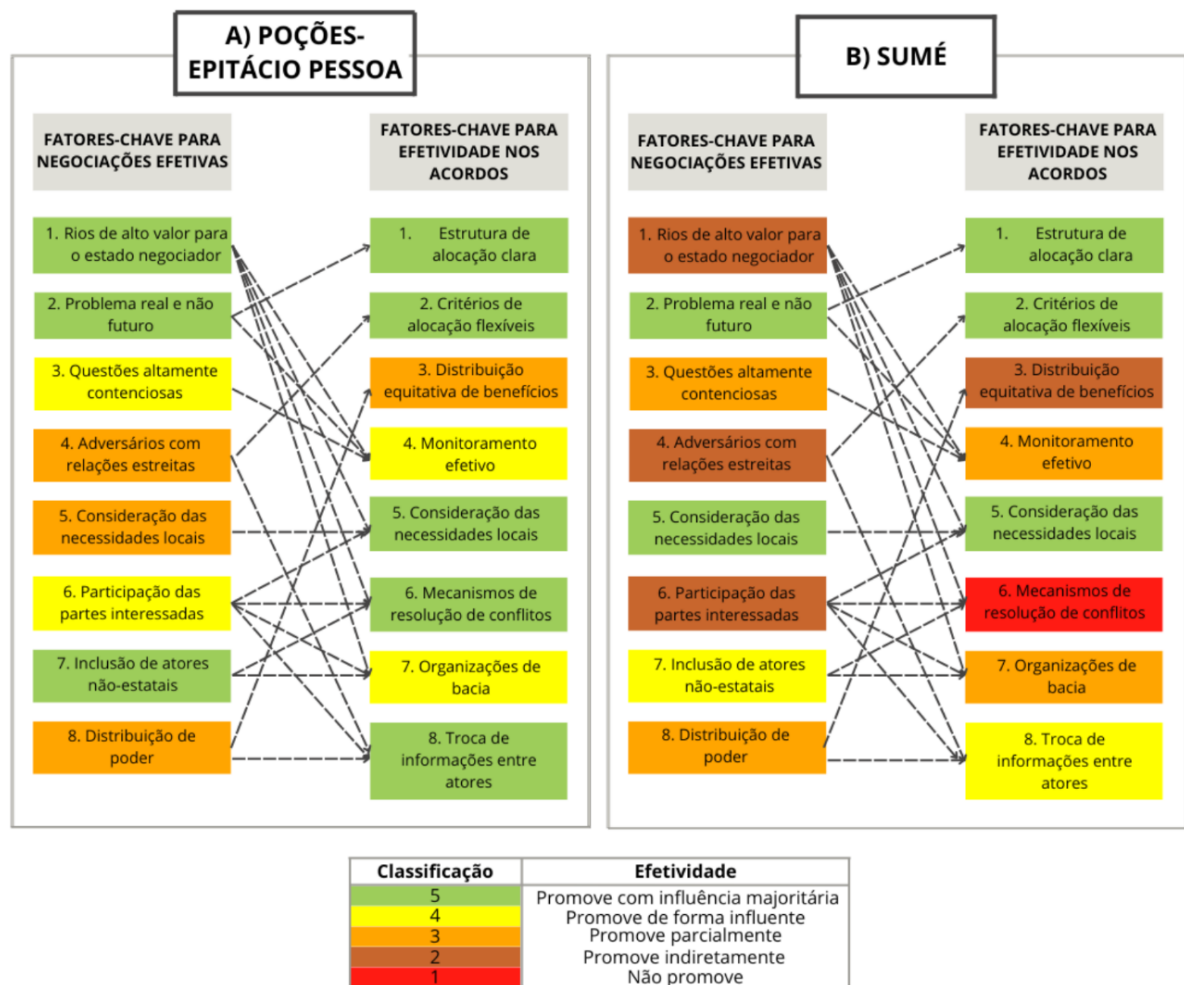 A) POÇÕES-
EPITÁCIO PESSOA
FATORES-CHAVE PARA
NEGOCIAÇÕES EFETIVAS
1. Rios de alto valor para
o estado negociador
2. Problema real e não
futuro
3. Questões altamente
contenciosas
4. Adversários com
relações estreitas
5. Consideração das
necessidades locais
6. Participação das
partes interessadas
7. Inclusão de atores
não-estatais
8. Distribuição de
poder
FATORES-CHAVE PARA
EFETIVIDADE NOS
ACORDOS
1. Estrutura de
alocação clara
2. Critérios de
alocação flexíveis
3. Distribuição
equitativa de benefícios
4. Monitoramento
efetivo
5. Consideração das
necessidades locais
6. Mecanismos de
resolução de conflitos
7. Organizações de
bacia
8. Troca de
informações entre
atores
B) SUMÉ
FATORES-CHAVE PARA
NEGOCIAÇÕES EFETIVAS
1. Rios de alto valor para
o estado negociador
2. Problema real e não
futuro
3. Questões altamente
contenciosas
4. Adversários com
relações estreitas
5. Consideração das
necessidades locais
6. Participação das
partes interessadas
7. Inclusão de atores
não-estatais
8. Distribuição de
poder
FATORES-CHAVE PARA
EFETIVIDADE NOS
ACORDOS
1. Estrutura de
alocação clara
2. Critérios de
alocação flexíveis
3. Distribuição
equitativa de benefícios
4. Monitoramento
efetivo
5. Consideração das
necessidades locais
6. Mecanismos de
resolução de conflitos
7. Organizações de
bacia
8. Troca de
informações entre
atores
Classificação Efetividade
5 Promove com influência majoritária
4 Promove de forma influente
3 Promove parcialmente
2 Promove indiretamente
1 Não promove